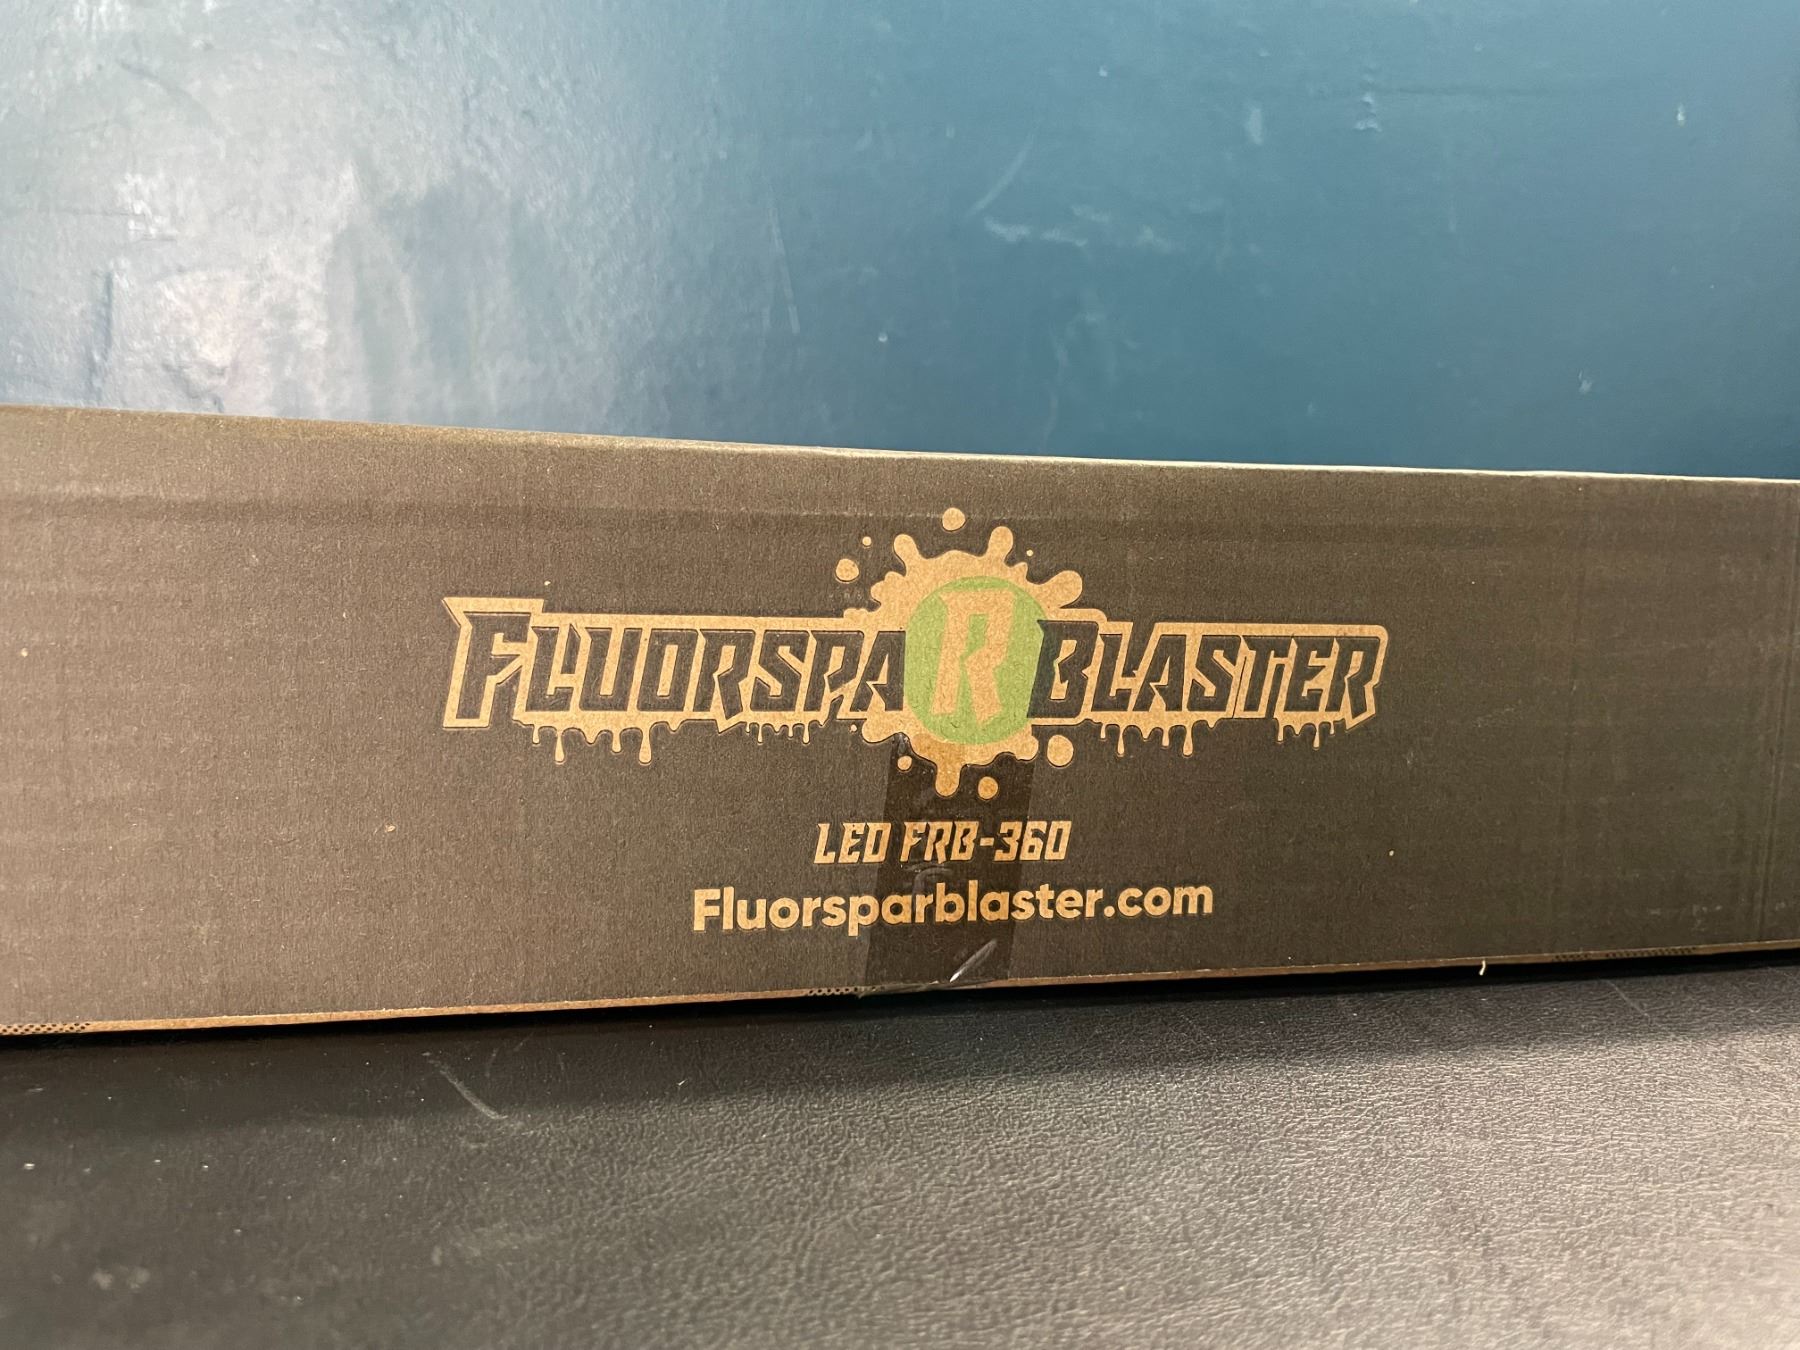 FLUORSPARBLASTER
LED FRB-360
Fluorsparblaster.com